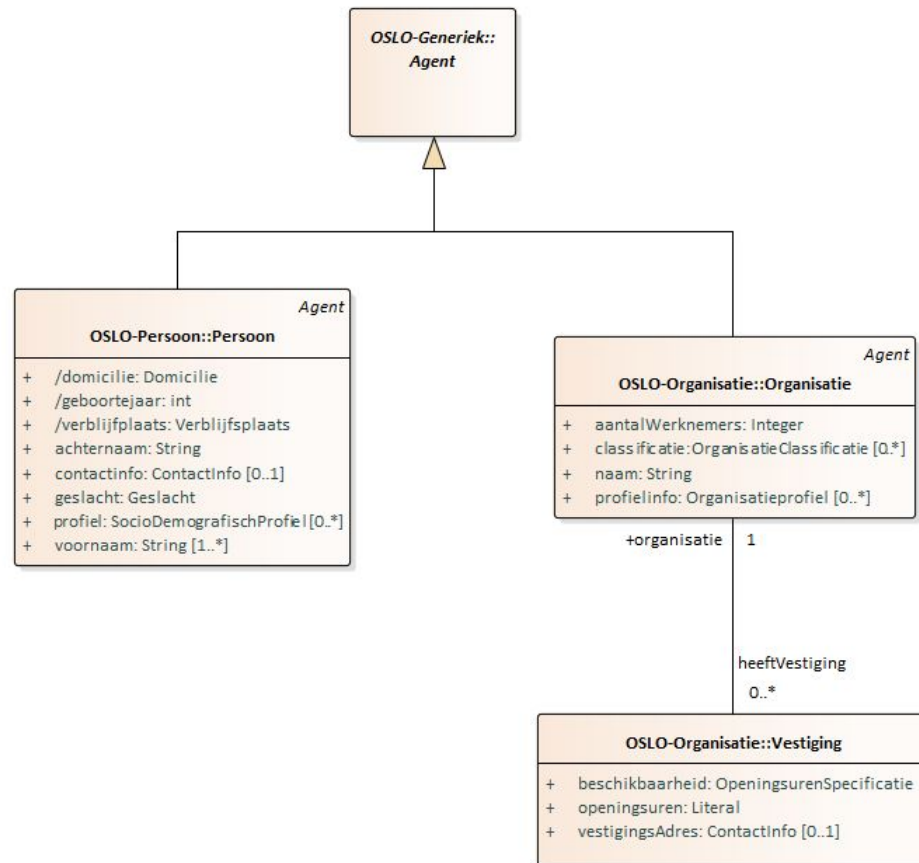 OSLO-Generiek::
Agent
Agent
OSLO-Persoon::Persoon
+ /domicilie: Domicilie
+ /geboortejaar: int
+ /verblijfplaats: Verblijfsplaats
+ achternaam: String
+ contactinfo: ContactInfo [0..1]
+ geslacht: Geslacht
+ profiel: SocioDemografischProfiel[0..*]
+ voornaam: String [1..*]
Agent
OSLO-Organisatie::Organisatie
+ aantalWerknemers: Integer
+ classificatie:OrganisatieClassificatie [0.*]
+ naam: String
+ profielinfo: Organisatieprofiel [0..*]
+organisatie 1
heeftVestiging
0..*
OSLO-Organisatie::Vestiging
+ beschikbaarheid: OpeningsurenSpecificatie
+ openingsuren: Literal
+ vestigingsAdres: ContactInfo [0..1]